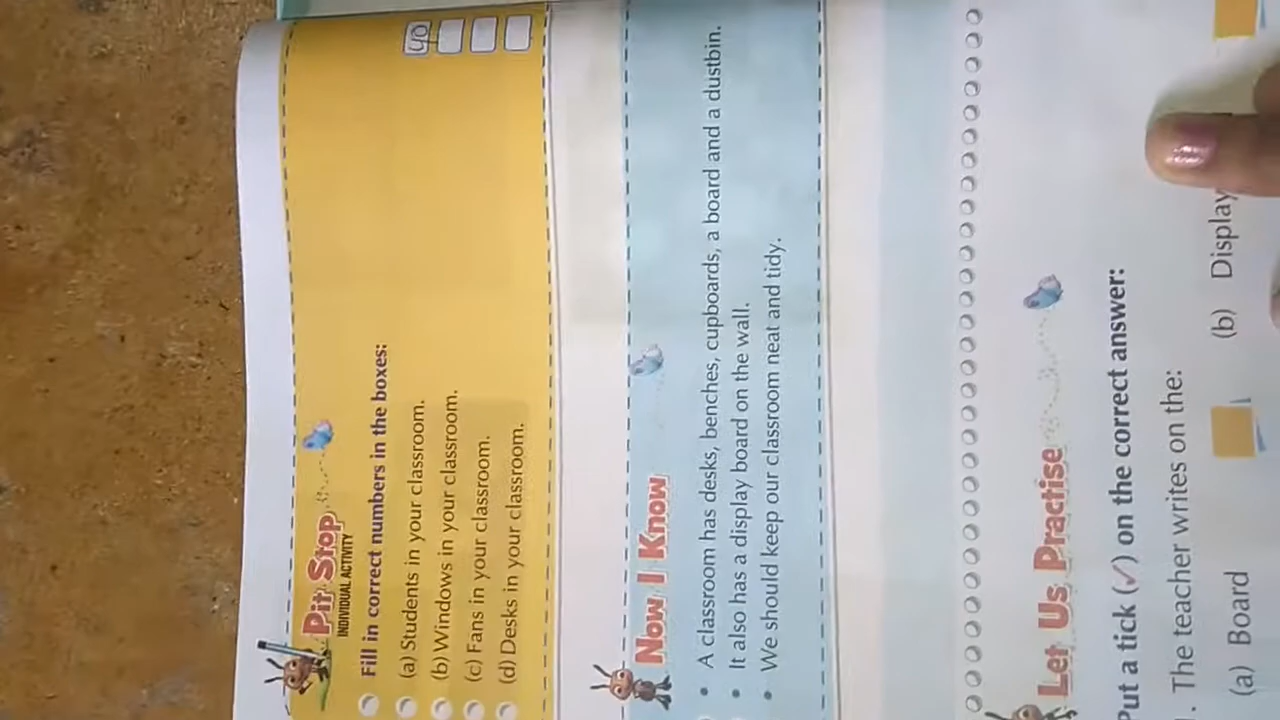 Pit Stop
INDIVIDUAL ACTIVITY
Fill in correct numbers in the boxes:
(a) Students in your classroom. 40
(b) Windows in your classroom.
(c) Fans in your classroom.
(d) Desks in your classroom.
Now I Know
• A classroom has desks, benches, cupboards, a board and a dustbin.
• It also has a display board on the wall.
• We should keep our classroom neat and tidy.
Let Us Practise
Put a tick (✓) on the correct answer:
. The teacher writes on the:
(a) Board (b) Display